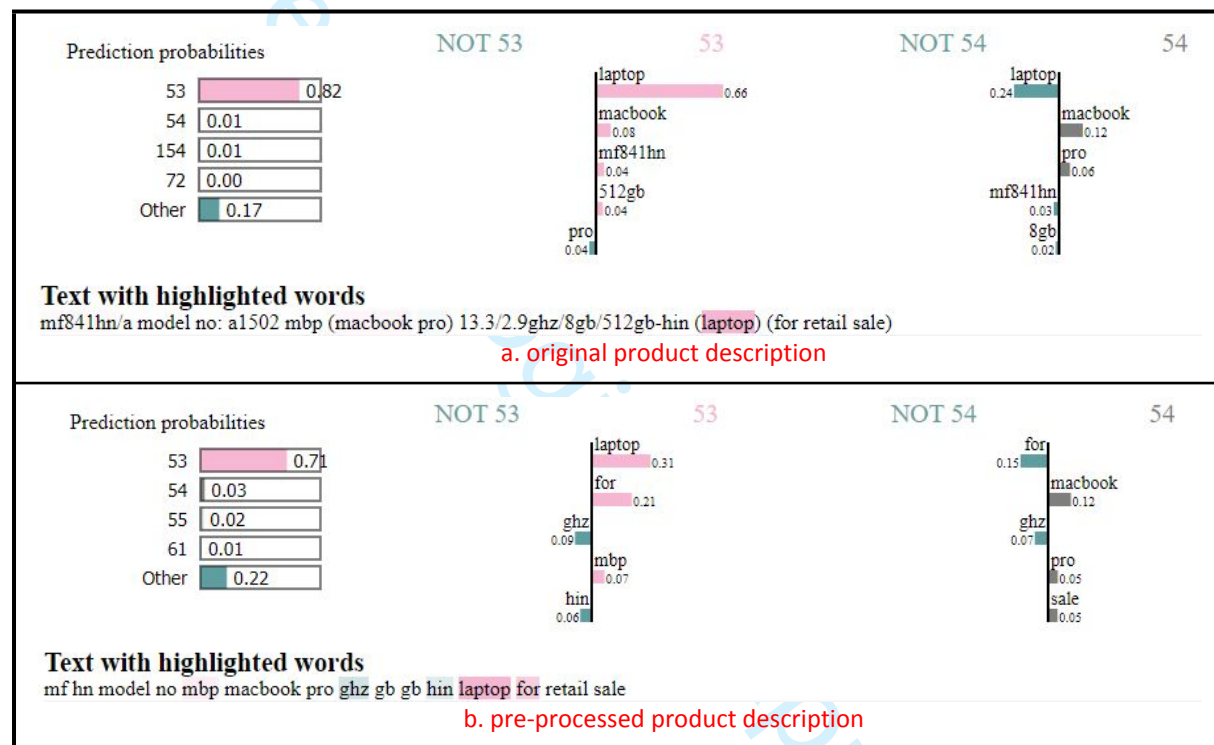 Prediction probabilities
53 0.82
54 0.01
154 0.01
72 0.00
Other 0.17
NOT 53 53
laptop
0.66
macbook
0.08
mf841hn
0.04
512gb
0.04
pro
0.04
NOT 54 54
laptop
0.24
macbook
0.12
pro
0.06
mf841hn
0.03
8gb
0.02
Text with highlighted words
mf841hn/a model no: a1502 mbp (macbook pro) 13.3/2.9ghz/8gb/512gb-hin (laptop) (for retail sale)
a. original product description
Prediction probabilities
53 0.71
54 0.03
55 0.02
61 0.01
Other 0.22
NOT 53 53
laptop
0.31
for
0.21
ghz
0.09
mbp
0.07
hin
0.06
NOT 54 54
for
0.15
macbook
0.12
ghz
0.07
pro
0.05
sale
0.05
Text with highlighted words
mf hn model no mbp macbook pro ghz gb gb hin laptop for retail sale
b. pre-processed product description